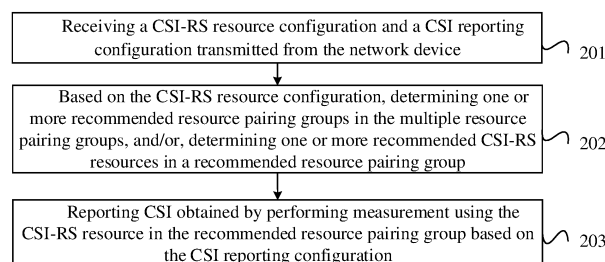 Receiving a CSI-RS resource configuration and a CSI reporting
configuration transmitted from the network device
201
Based on the CSI-RS resource configuration, determining one or
more recommended resource pairing groups in the multiple resource
pairing groups, and/or, determining one or more recommended CSI-RS
resources in a recommended resource pairing group
202
Reporting CSI obtained by performing measurement using the
CSI-RS resource in the recommended resource pairing group based on
the CSI reporting configuration
203